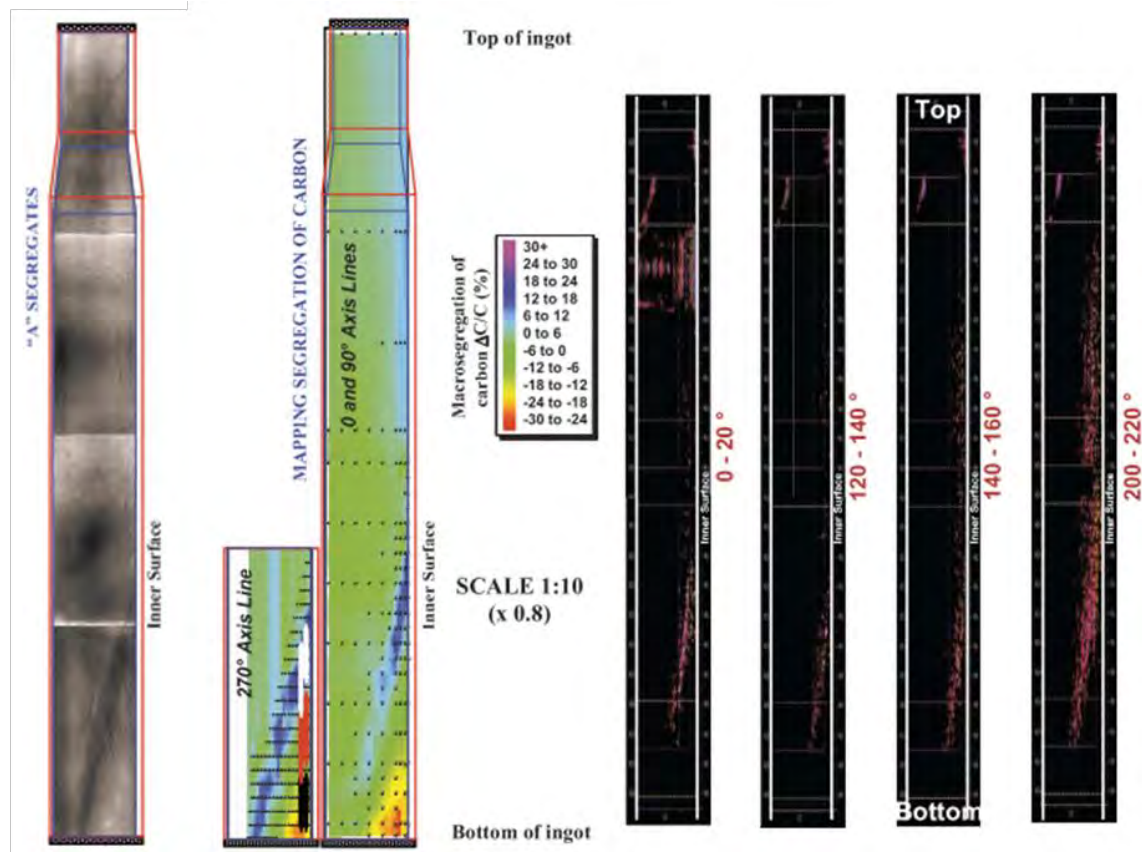 "A" SEGREGATES
Inner Surface
MAPPING SEGREGATION OF CARBON
270° Axis Line
0 and 90° Axis Lines
Inner Surface
Top of ingot
Macrosegregation of
carbon ΔC/C (%)
30+
24 to 30
18 to 24
12 to 18
6 to 12
0 to 6
-6 to 0
-12 to -6
-18 to -12
-24 to -18
-30 to -24
SCALE 1:10
(x 0.8)
Bottom of ingot
Inner Surface
0 - 20 °
Inner Surface
120 - 140 °
Top
Bottom
Inner Surface
140 - 160 °
Inner Surface
200 - 220 °